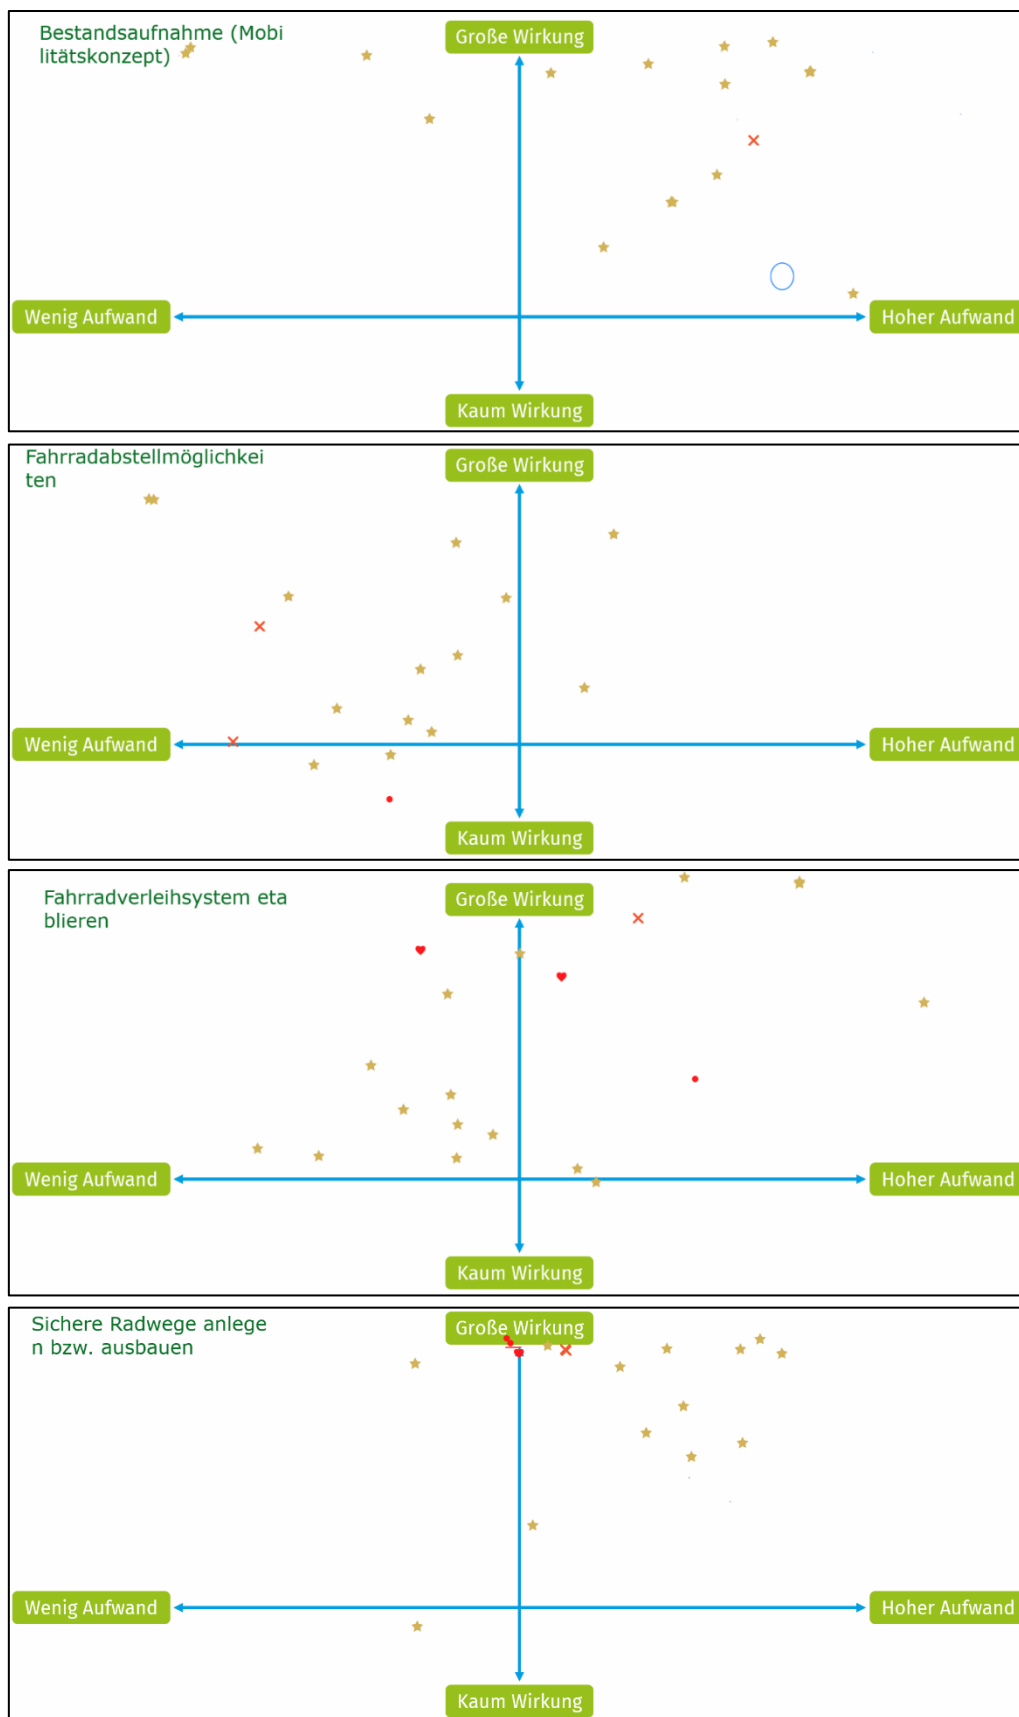 Bestandsaufnahme (Mobi
litätskonzept)
Große Wirkung
Wenig Aufwand
Hoher Aufwand
Kaum Wirkung
Fahrradabstellmöglichkei
ten
Große Wirkung
Wenig Aufwand
Hoher Aufwand
Kaum Wirkung
Fahrradverleihsystem eta
blieren
Große Wirkung
Wenig Aufwand
Hoher Aufwand
Kaum Wirkung
Sichere Radwege anlege
n bzw. ausbauen
Große Wirkung
Wenig Aufwand
Hoher Aufwand
Kaum Wirkung